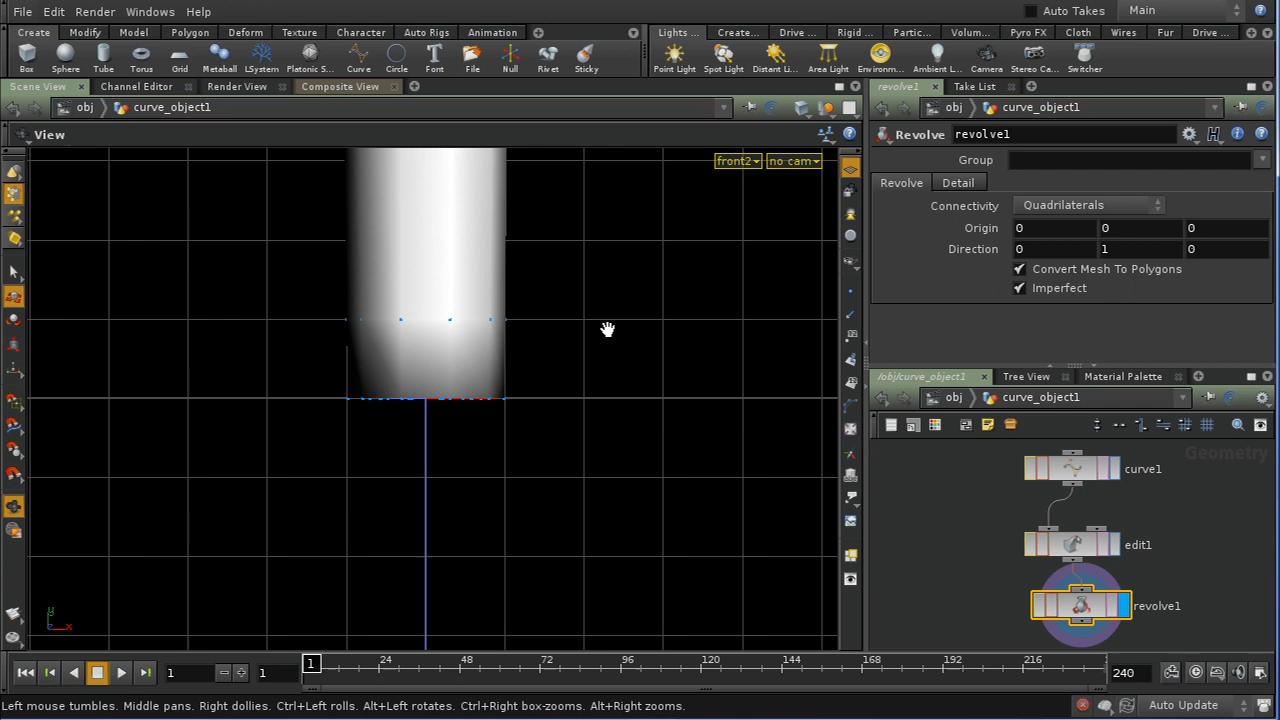 File Edit Render Windows Help Auto Takes Main
Create Modify Model Polygon Deform Texture Character Auto Rigs Animation Lights ... Create... Drive ... Rigid ... Partic... Volum... Pyro FX Cloth Wires Fur Drive ...
Box Sphere Tube Torus Grid Metaball LSystem Platonic S... Curve Circle Font File Null Rivet Sticky Point Light Spot Light Distant Li... Area Light Environm... Ambient L... Camera Stereo Ca... Switcher
Scene View Channel Editor Render View Composite View revolve1 Take List
obj curve_object1 obj curve_object1
View Revolve revolve1
front2 no cam Group
Revolve Detail
Connectivity Quadrilaterals
Origin 0 0 0
Direction 0 1 0
Convert Mesh To Polygons
Imperfect
/obj/curve_object1 Tree View Material Palette
obj curve_object1
Geometry
curve1
edit1
revolve1
y
x
1 1 1 24 48 72 96 120 144 168 192 216 240
Left mouse tumbles. Middle pans. Right dollies. Ctrl+Left rolls. Alt+Left rotates. Ctrl+Right box-zooms. Alt+Right zooms. Auto Update